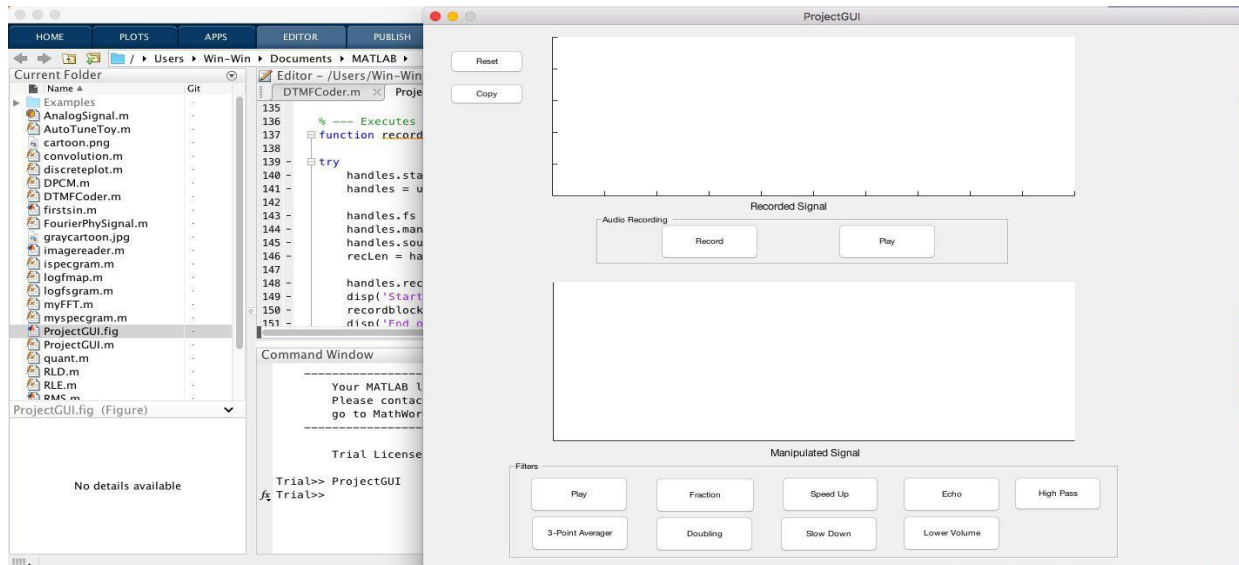 HOME PLOTS APPS EDITOR PUBLISH
/ ▸ Users ▸ Win-Win ▸ Documents ▸ MATLAB ▸
Current Folder
Name ▲ Git
Examples
AnalogSignal.m
AutoTuneToy.m
cartoon.png
convolution.m
discreteplot.m
DPCM.m
DTMFCoder.m
firstsin.m
FourierPhySignal.m
graycartoon.jpg
imagereader.m
ispecgram.m
logfmap.m
logfsgram.m
myFFT.m
myspecgram.m
ProjectGUI.fig
ProjectGUI.m
quant.m
RLD.m
RLE.m
RMS.m
ProjectGUI.fig (Figure)
No details available
Editor – /Users/Win-Win
DTMFCoder.m × Proje
135
136 % --- Executes
137 function record
138
139 – try
140 – handles.sta
141 – handles = u
142
143 – handles.fs
144 – handles.man
145 – handles.sou
146 – recLen = ha
147
148 – handles.rec
149 – disp('Start
150 – recordblock
151 – disp('End o
Command Window
Your MATLAB l
Please contac
go to MathWor
Trial License
Trial>> ProjectGUI
fx Trial>>
ProjectGUI
Reset
Copy
Recorded Signal
Audio Recording
Record Play
Manipulated Signal
Filters
Play Fraction Speed Up Echo High Pass
3-Point Averager Doubling Slow Down Lower Volume